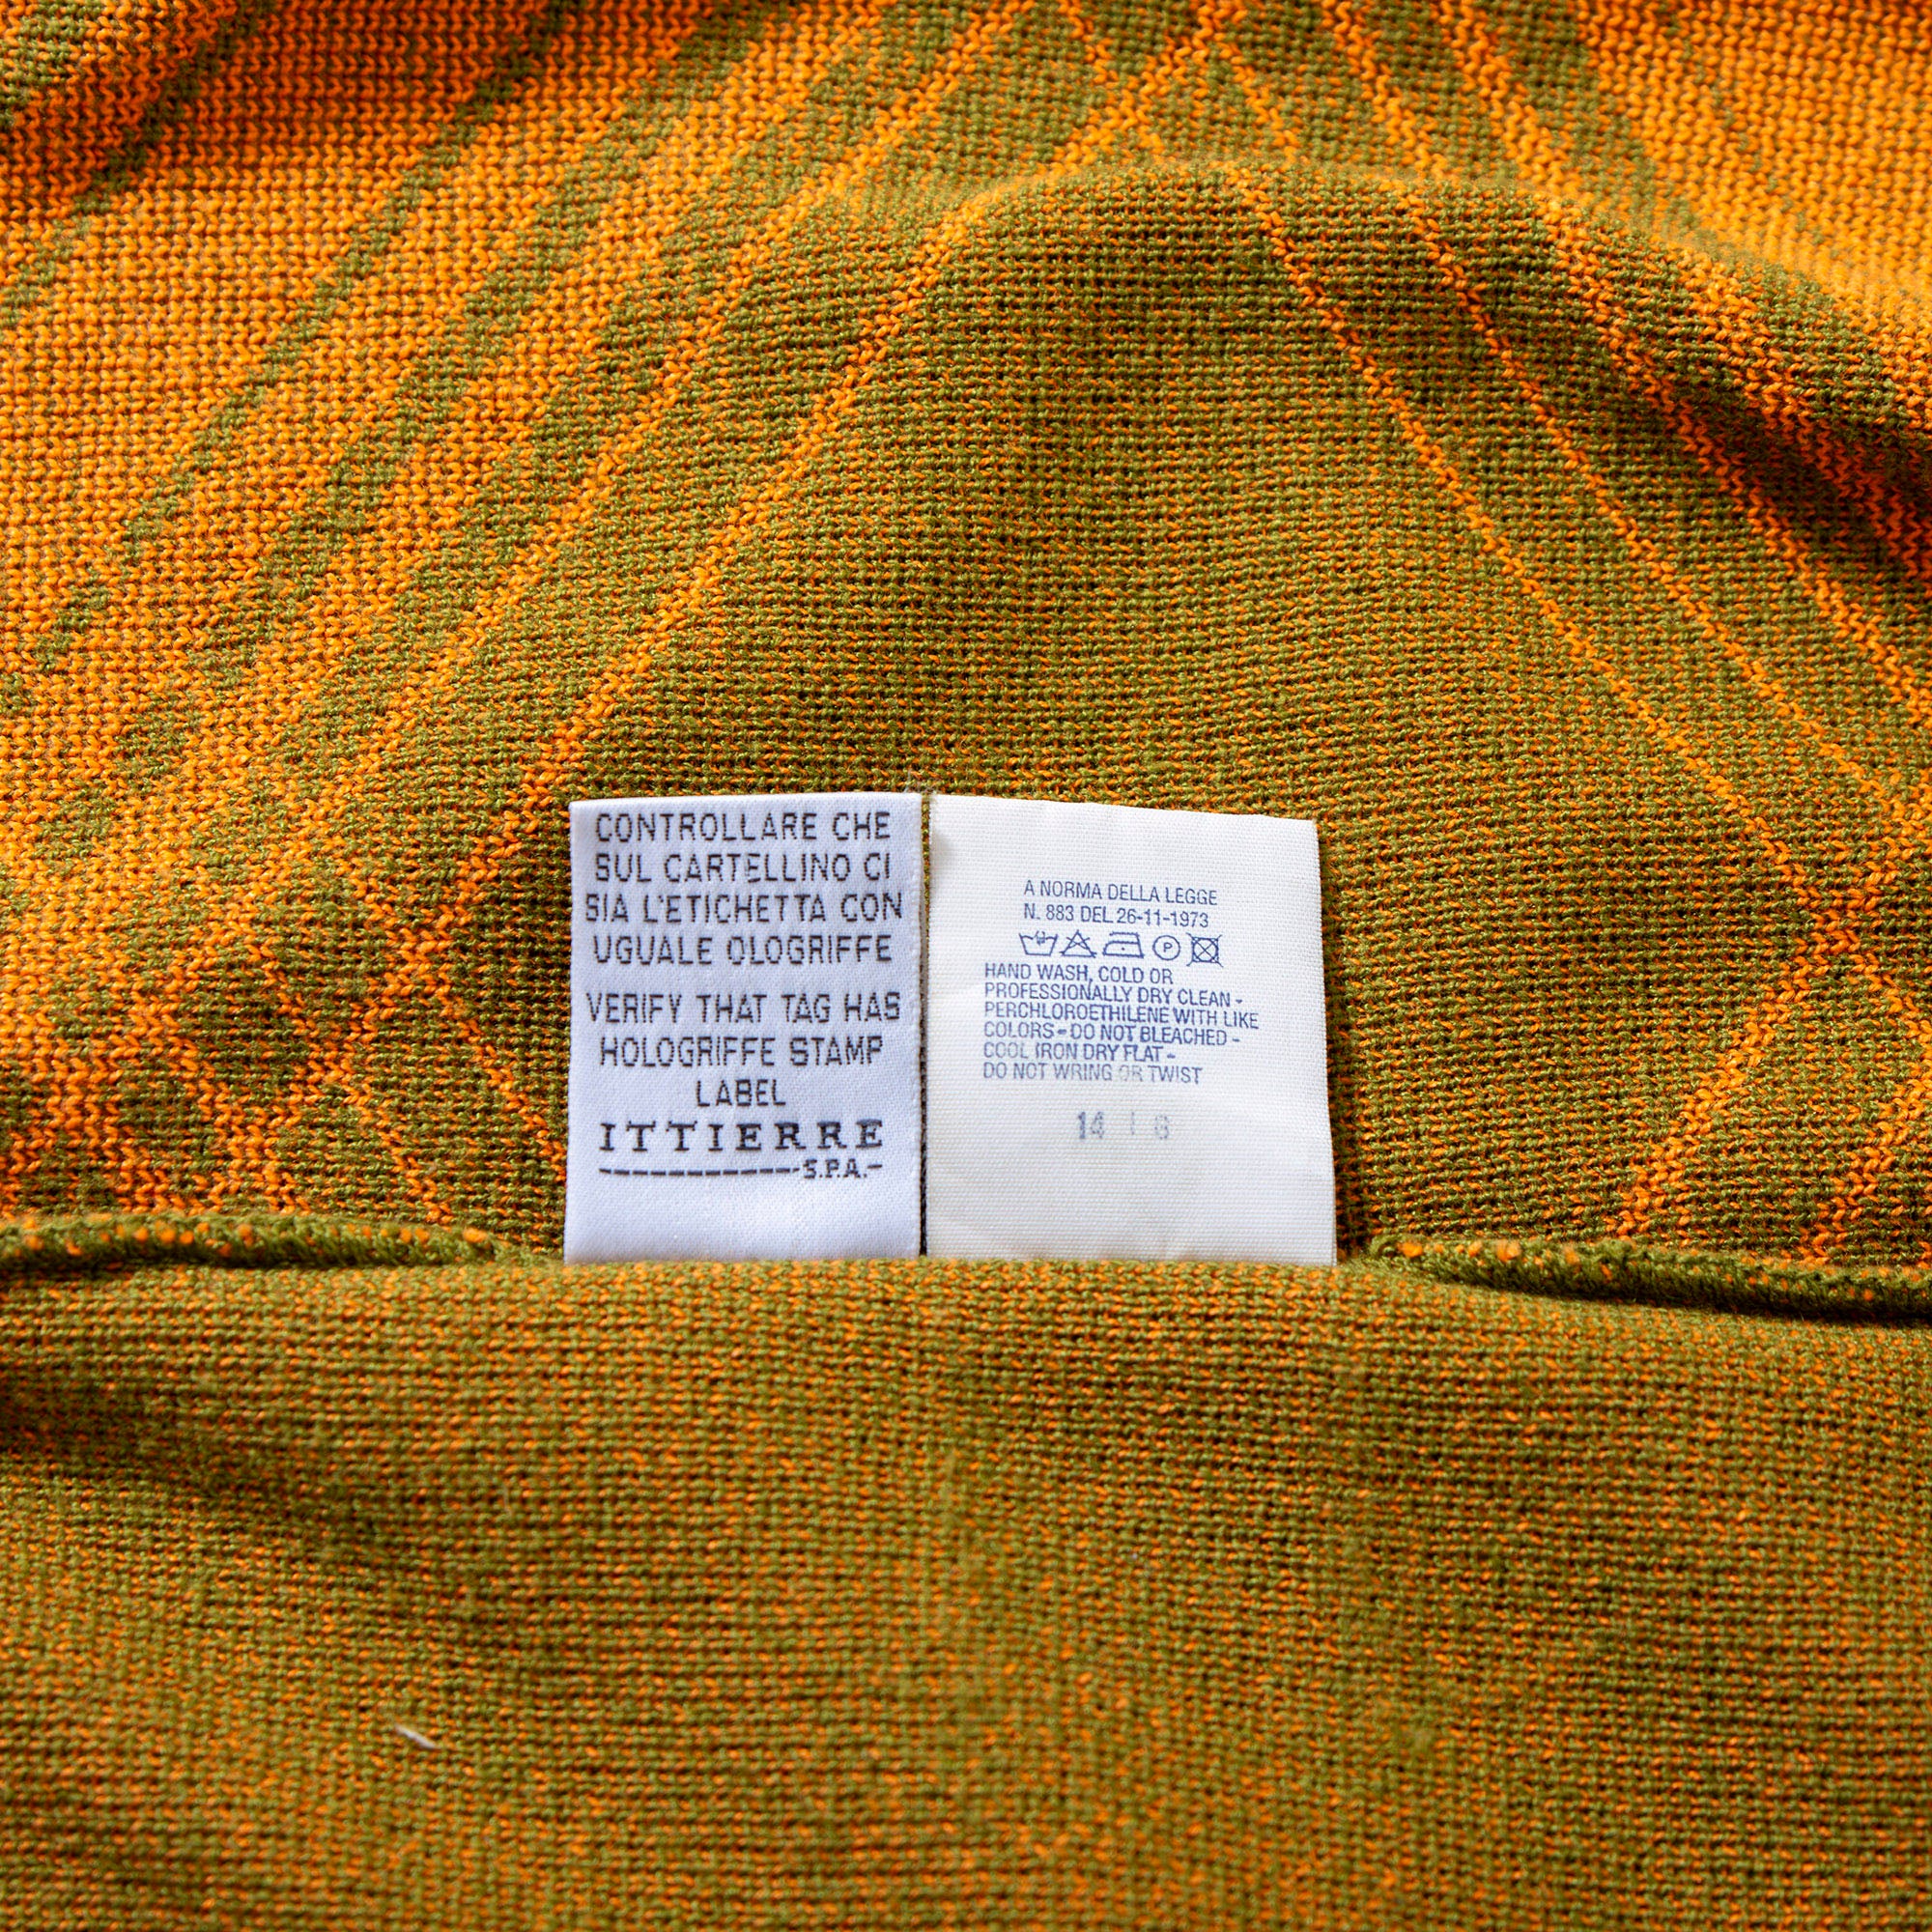 CONTROLLARE CHE
SUL CARTELLINO CI
SIA L'ETICHETTA CON
UGUALE OLOGRIFFE
VERIFY THAT TAG HAS
HOLOGRIFFE STAMP
LABEL
ITTIERRE
S.P.A.
A NORMA DELLA LEGGE
N. 883 DEL 26-11-1973
P
HAND WASH, COLD OR
PROFESSIONALLY DRY CLEAN -
PERCHLOROETHILENE WITH LIKE
COLORS - DO NOT BLEACHED -
COOL IRON DRY FLAT -
DO NOT WRING OR TWIST
14